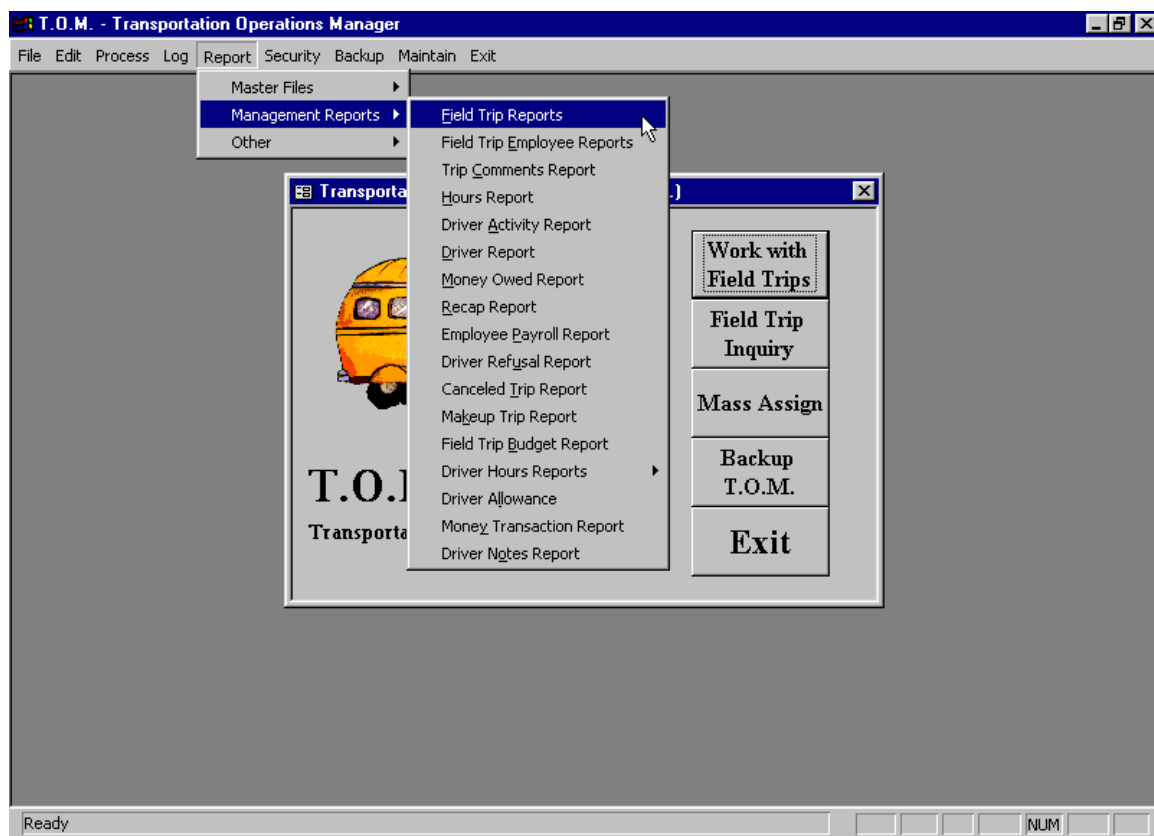 T.O.M. - Transportation Operations Manager
File Edit Process Log Report Security Backup Maintain Exit
Master Files
Management Reports
Other
Field Trip Reports
Field Trip Employee Reports
Trip Comments Report
Hours Report
Driver Activity Report
Driver Report
Money Owed Report
Recap Report
Employee Payroll Report
Driver Refusal Report
Canceled Trip Report
Makeup Trip Report
Field Trip Budget Report
Driver Hours Reports
Driver Allowance
Money Transaction Report
Driver Notes Report
Transporta .)
Work with
Field Trips
Field Trip
Inquiry
Mass Assign
Backup
T.O.M.
Exit
T.O.
Transporta
Ready NUM